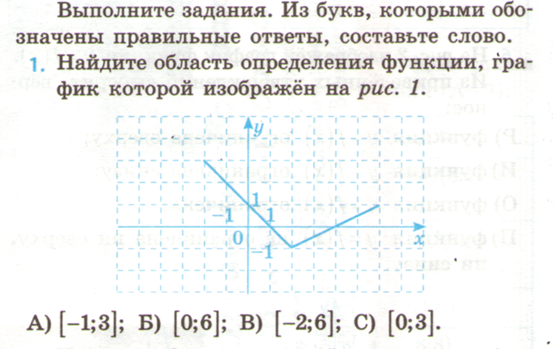 Выполните задания. Из букв, которыми обо-
значены правильные ответы, составьте слово.
1. Найдите область определения функции, гра-
фик которой изображён на рис. 1.
y
1
-1 1
0 x
-1
А) [-1;3]; Б) [0;6]; В) [-2;6]; С) [0;3].